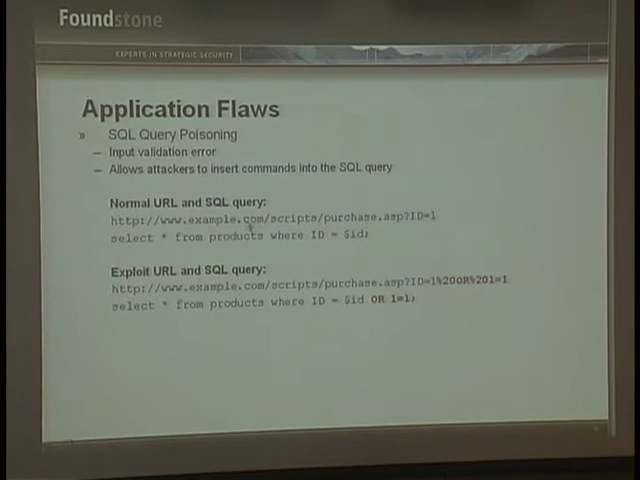 Foundstone
EXPERTS IN STRATEGIC SECURITY
Application Flaws
» SQL Query Poisoning
– Input validation error
– Allows attackers to insert commands into the SQL query
Normal URL and SQL query:
http://www.example.com/scripts/purchase.asp?ID=1
select * from products where ID = $id;
Exploit URL and SQL query:
http://www.example.com/scripts/purchase.asp?ID=1%20OR%201=1
select * from products where ID = $id OR 1=1;